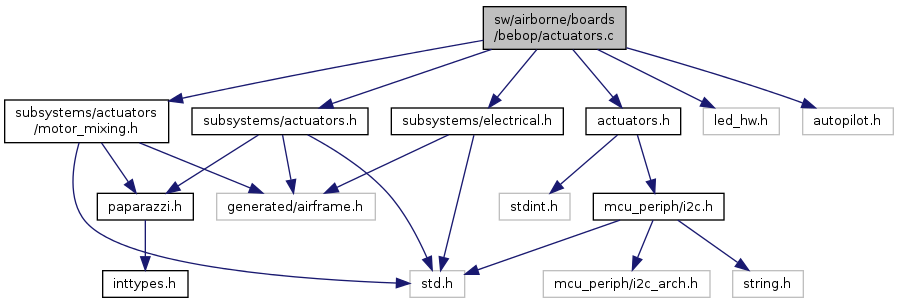 sw/airborne/boards
/bebop/actuators.c
subsystems/actuators
/motor_mixing.h
subsystems/actuators.h
subsystems/electrical.h
actuators.h
led_hw.h
autopilot.h
paparazzi.h
generated/airframe.h
stdint.h
mcu_periph/i2c.h
inttypes.h
std.h
mcu_periph/i2c_arch.h
string.h